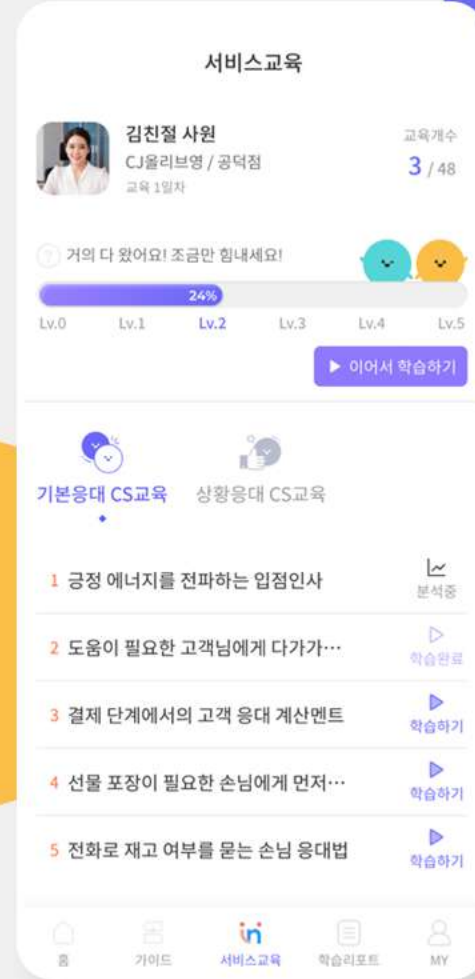 서비스교육
김친절 사원
CJ올리브영 / 공덕점
교육 1일차
교육개수
3 / 48
? 거의 다 왔어요! 조금만 힘내세요!
24%
Lv.0 Lv.1 Lv.2 Lv.3 Lv.4 Lv.5
이어서 학습하기
기본응대 CS교육 상황응대 CS교육
1 긍정 에너지를 전파하는 입점인사
분석중
2 도움이 필요한 고객님에게 다가가…
학습완료
3 결제 단계에서의 고객 응대 계산멘트
학습하기
4 선물 포장이 필요한 손님에게 먼저…
학습하기
5 전화로 재고 여부를 묻는 손님 응대법
학습하기
in
홈 가이드 서비스교육 학습리포트 MY